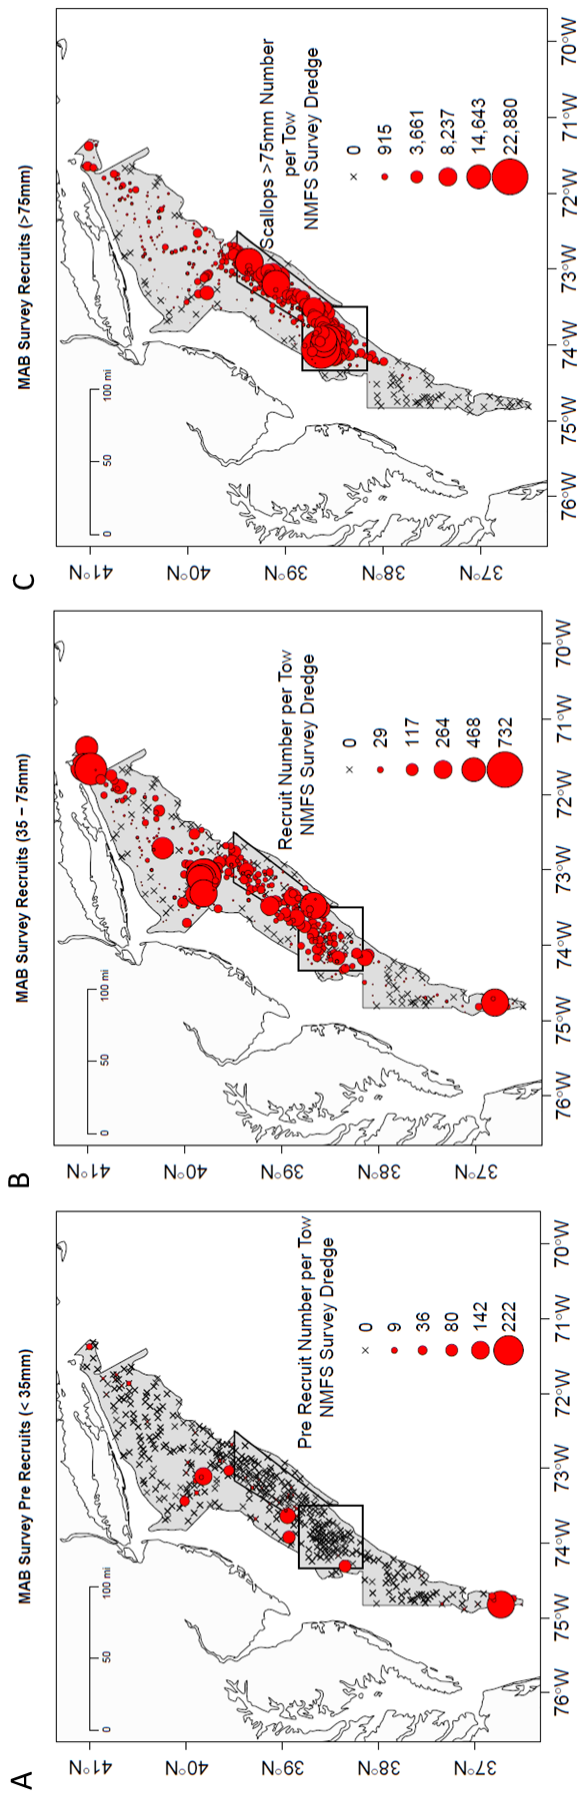 A
MAB Survey Pre Recruits (< 35mm)
0 50 100 mi
41°N
40°N
39°N
38°N
37°N
76°W 75°W 74°W 73°W 72°W 71°W 70°W
Pre Recruit Number per Tow
NMFS Survey Dredge
0
9
36
80
142
222
B
MAB Survey Recruits (35 – 75mm)
0 50 100 mi
41°N
40°N
39°N
38°N
37°N
76°W 75°W 74°W 73°W 72°W 71°W 70°W
Recruit Number per Tow
NMFS Survey Dredge
0
29
117
264
468
732
C
MAB Survey Recruits (>75mm)
0 50 100 mi
41°N
40°N
39°N
38°N
37°N
76°W 75°W 74°W 73°W 72°W 71°W 70°W
Scallops >75mm Number
per Tow
NMFS Survey Dredge
0
915
3,661
8,237
14,643
22,880